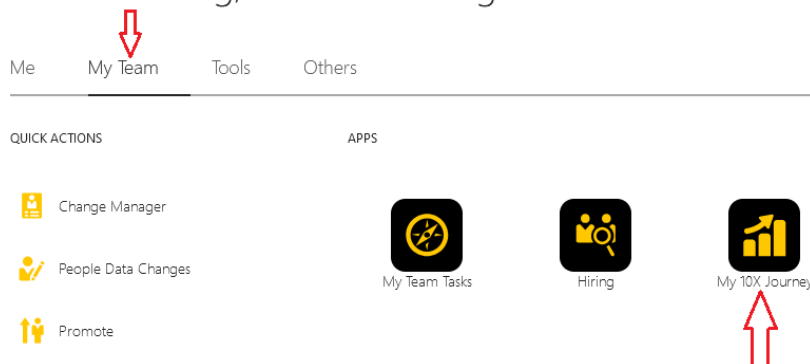 Me My Team Tools Others
QUICK ACTIONS APPS
Change Manager
People Data Changes
Promote
My Team Tasks Hiring My 10X Journey